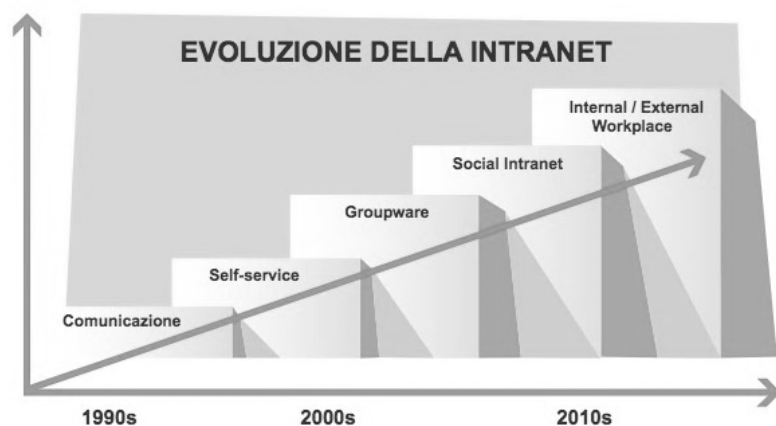 EVOLUZIONE DELLA INTRANET
Internal / External
Workplace
Social Intranet
Groupware
Self-service
Comunicazione
1990s
2000s
2010s